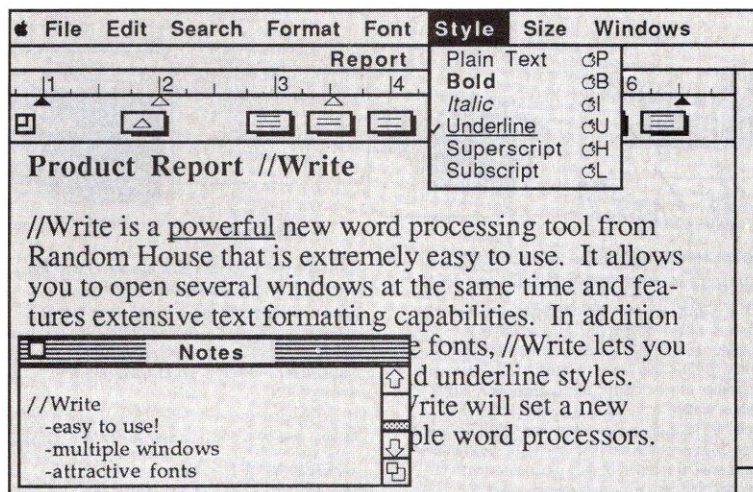 File Edit Search Format Font Style Size Windows
Report
1 2 3 4 6
Plain Text P
Bold B
Italic I
✓ Underline U
Superscript H
Subscript L
Product Report //Write
//Write is a powerful new word processing tool from
Random House that is extremely easy to use. It allows
you to open several windows at the same time and fea-
tures extensive text formatting capabilities. In addition
e fonts, //Write lets you
d underline styles.
Write will set a new
ple word processors.
Notes
//Write
-easy to use!
-multiple windows
-attractive fonts